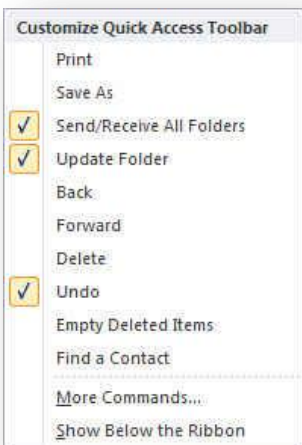 Customize Quick Access Toolbar
Print
Save As
Send/Receive All Folders
Update Folder
Back
Forward
Delete
Undo
Empty Deleted Items
Find a Contact
More Commands...
Show Below the Ribbon